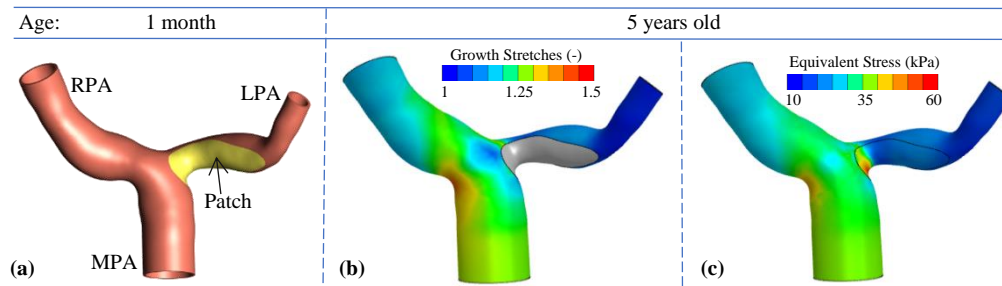 Age: 1 month 5 years old
RPA
LPA
Patch
MPA
(a)
Growth Stretches (-)
1 1.25 1.5
(b)
Equivalent Stress (kPa)
10 35 60
(c)